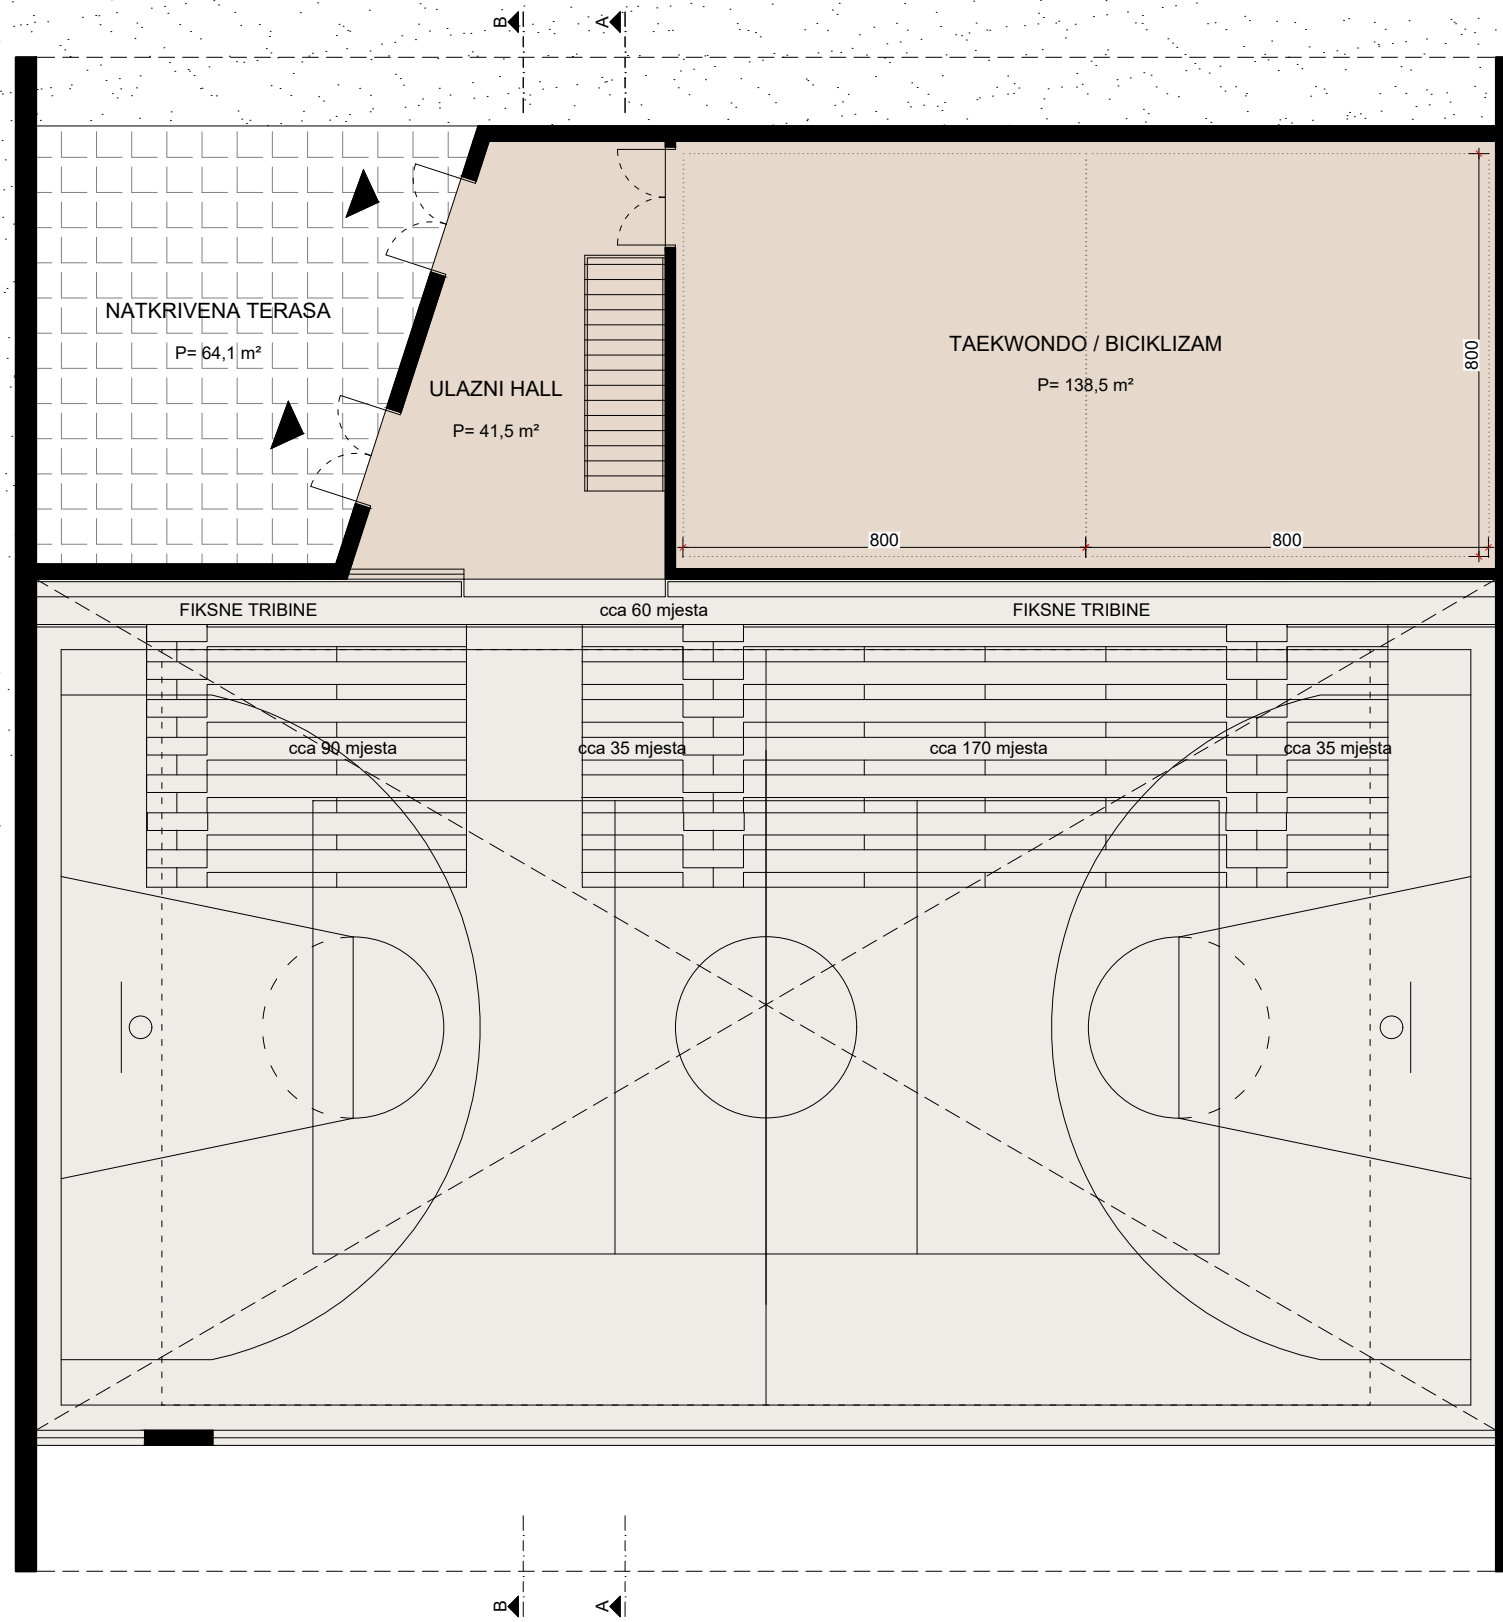 B
A
NATKRIVENA TERASA
P= 64,1 m²
ULAZNI HALL
P= 41,5 m²
TAEKWONDO / BICIKLIZAM
P= 138,5 m²
800
800
800
FIKSNE TRIBINE
cca 60 mjesta
FIKSNE TRIBINE
cca 90 mjesta
cca 35 mjesta
cca 170 mjesta
cca 35 mjesta
B
A